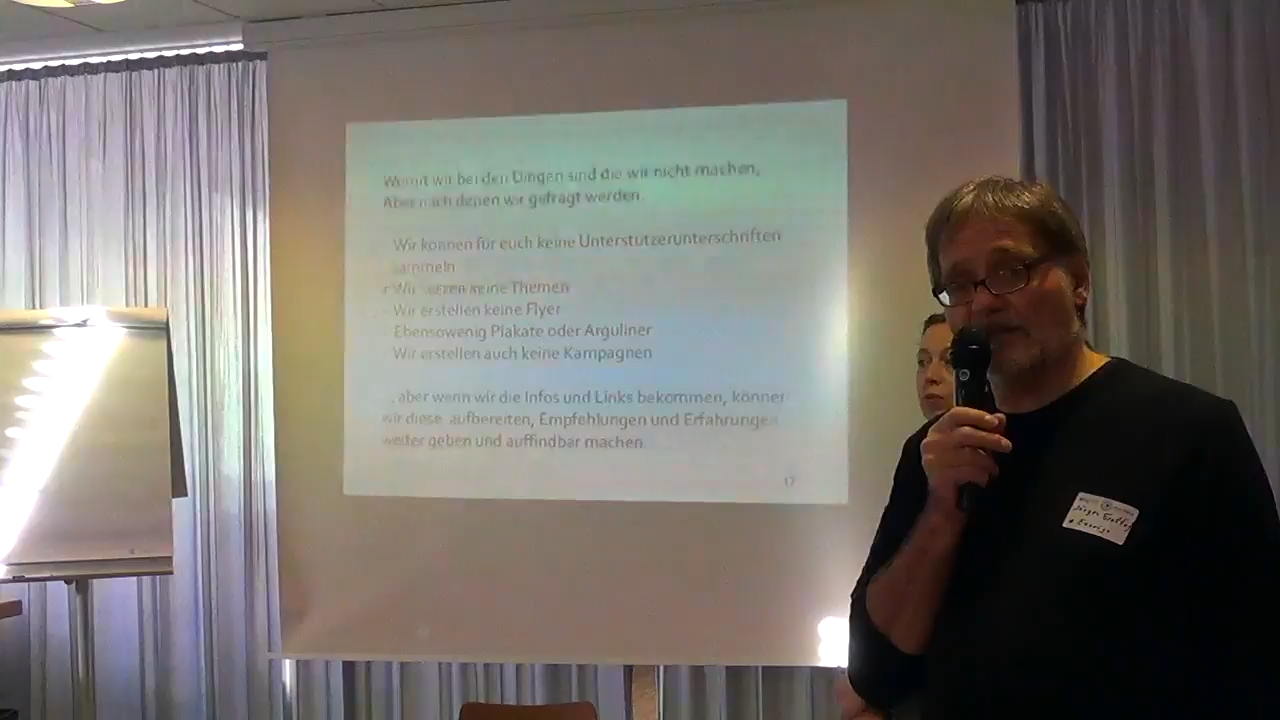 Womit wir bei den Dingen sind die wir nicht machen,
Aber nach denen wir gefragt werden.
Wir können für euch keine Unterstützerunterschriften
sammeln
Wir setzen keine Themen
Wir erstellen keine Flyer
Ebensowenig Plakate oder Arguliner
Wir erstellen auch keine Kampagnen
...aber wenn wir die Infos und Links bekommen, können
wir diese aufbereiten, Empfehlungen und Erfahrungen
weiter geben und auffindbar machen.
17
Jürgen